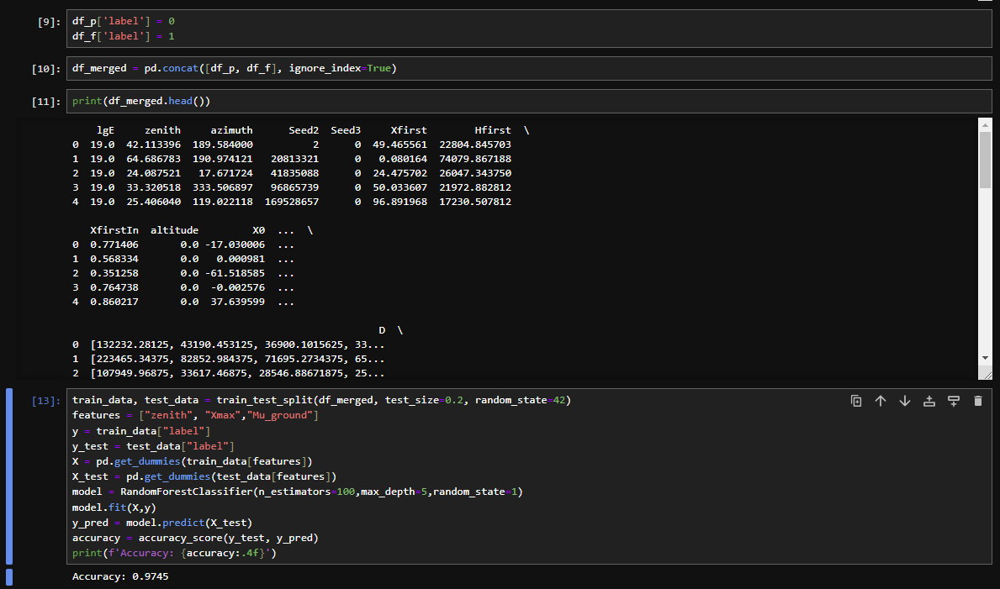 [9]: df_p['label'] = 0
df_f['label'] = 1
[10]: df_merged = pd.concat([df_p, df_f], ignore_index=True)
[11]: print(df_merged.head())
lgE zenith azimuth Seed2 Seed3 Xfirst Hfirst \
0 19.0 42.113396 189.584000 2 0 49.465561 22804.845703
1 19.0 64.686783 190.974121 20813321 0 0.080164 74079.867188
2 19.0 24.087521 17.671724 41835088 0 24.475702 26047.343750
3 19.0 33.320518 333.506897 96865739 0 50.033607 21972.882812
4 19.0 25.406040 119.022118 169528657 0 96.891968 17230.507812
XfirstIn altitude X0 ... \
0 0.771406 0.0 -17.030006 ...
1 0.568334 0.0 0.000981 ...
2 0.351258 0.0 -61.518585 ...
3 0.764738 0.0 -0.002576 ...
4 0.860217 0.0 37.639599 ...
D \
0 [132232.28125, 43190.453125, 36900.1015625, 33...
1 [223465.34375, 82852.984375, 71695.2734375, 65...
2 [107949.96875, 33617.46875, 28546.88671875, 25...
[13]: train_data, test_data = train_test_split(df_merged, test_size=0.2, random_state=42)
features = ["zenith", "Xmax","Mu_ground"]
y = train_data["label"]
y_test = test_data["label"]
X = pd.get_dummies(train_data[features])
X_test = pd.get_dummies(test_data[features])
model = RandomForestClassifier(n_estimators=100,max_depth=5,random_state=1)
model.fit(X,y)
y_pred = model.predict(X_test)
accuracy = accuracy_score(y_test, y_pred)
print(f'Accuracy: {accuracy:.4f}')
Accuracy: 0.9745